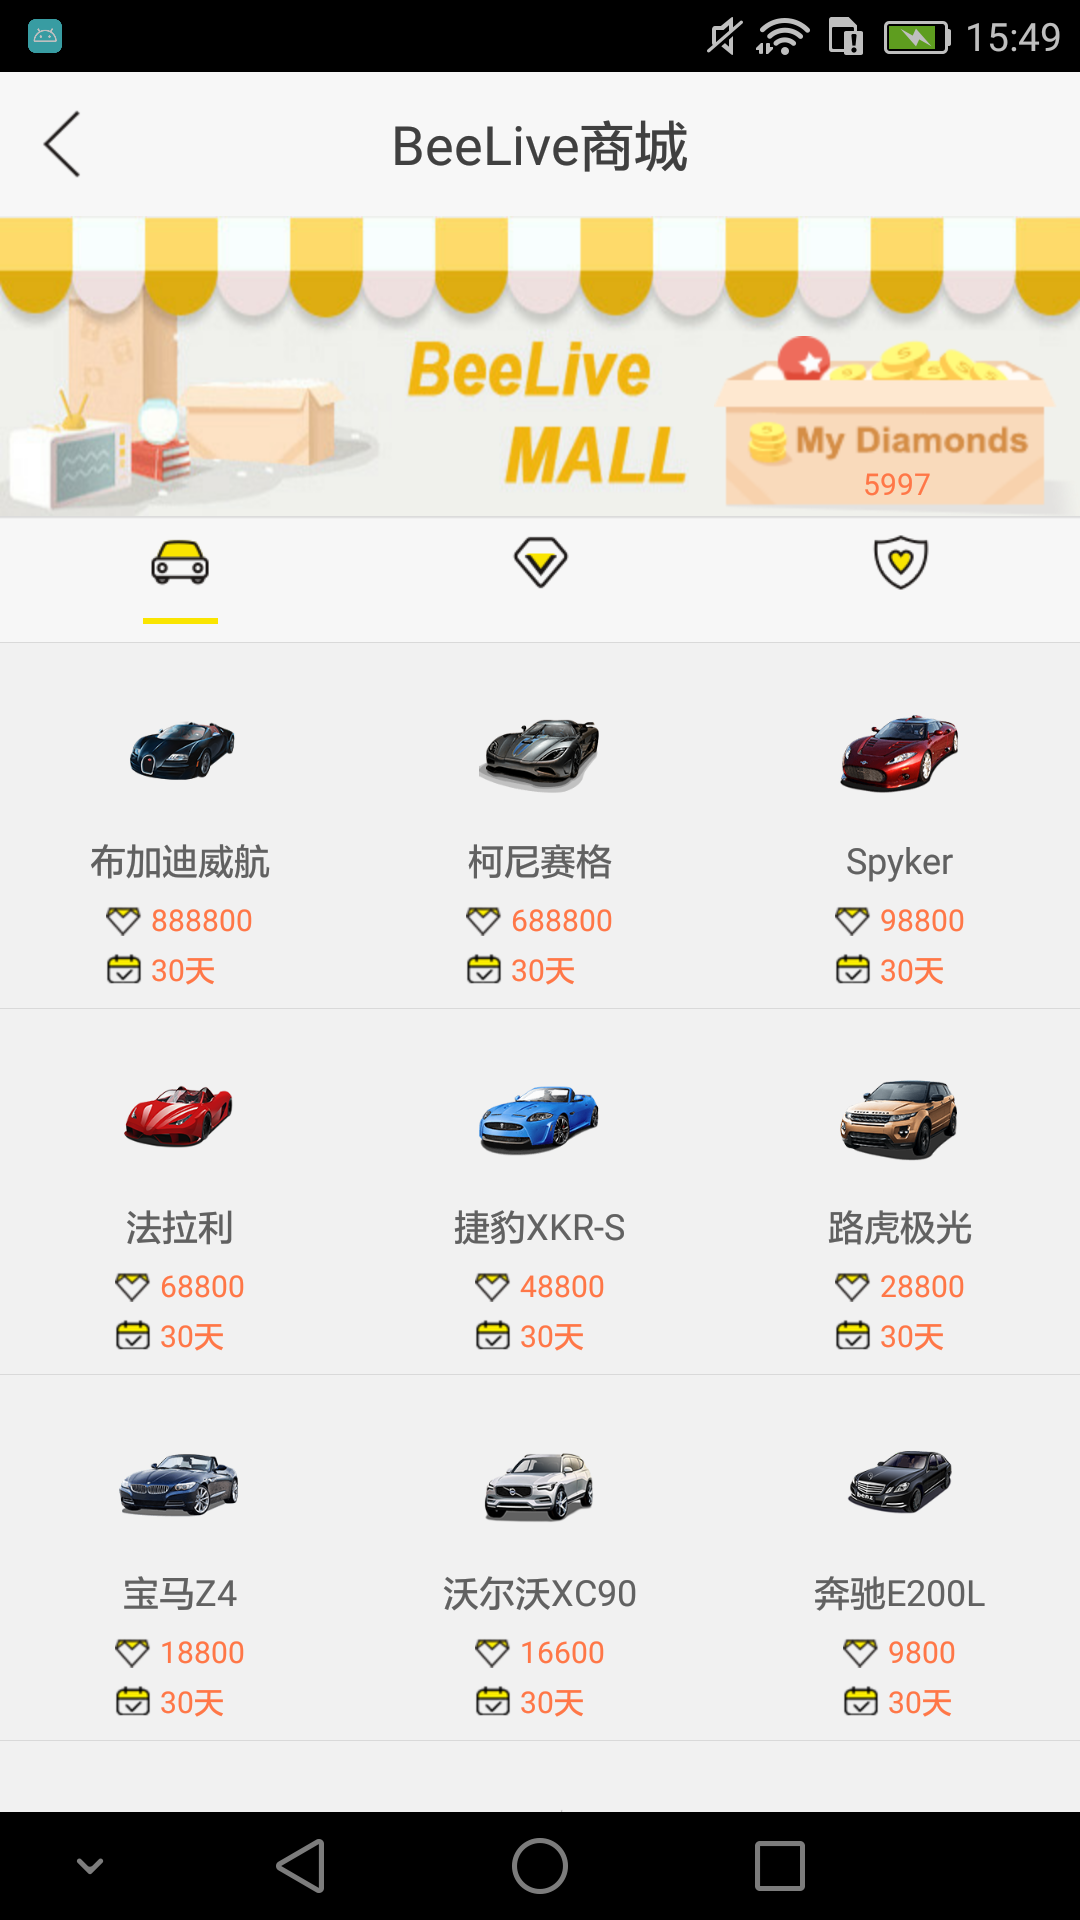 15:49
BeeLive商城
BeeLive
MALL
My Diamonds
5997
布加迪威航
888800
30天
柯尼赛格
688800
30天
Spyker
98800
30天
法拉利
68800
30天
捷豹XKR-S
48800
30天
路虎极光
28800
30天
宝马Z4
18800
30天
沃尔沃XC90
16600
30天
奔驰E200L
9800
30天